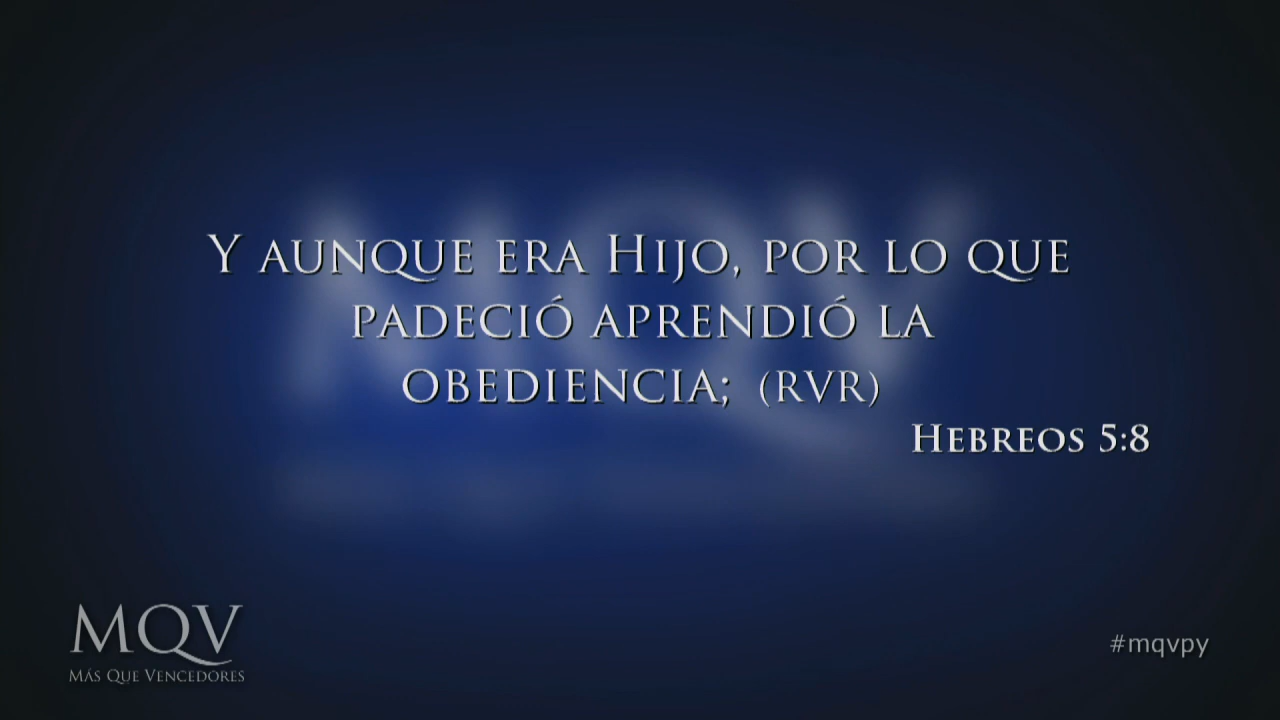 Y aunque era Hijo, por lo que
padeció aprendió la
obediencia; (RVR)
Hebreos 5:8
MQV
Más Que Vencedores
#mqvpy